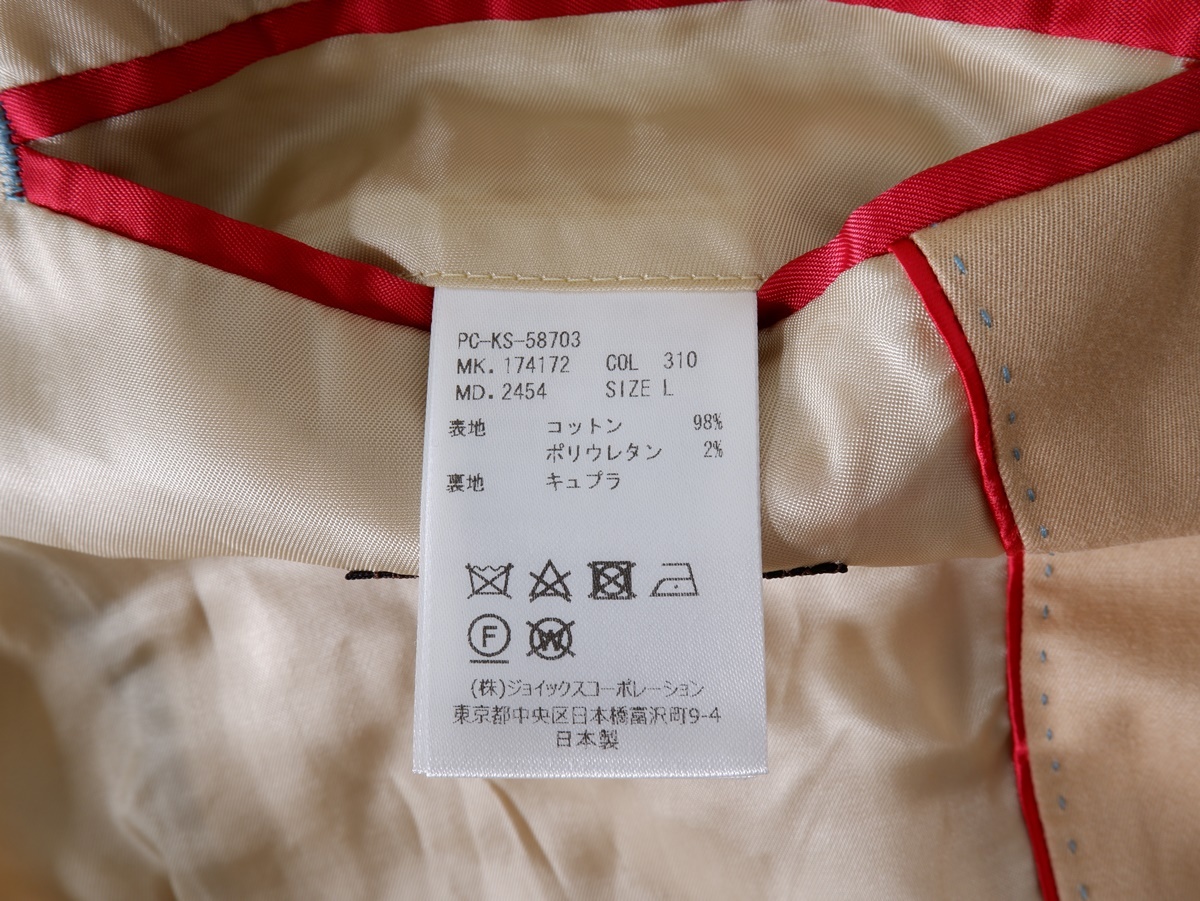 PC-KS-58703
MK. 174172 COL 310
MD. 2454 SIZE L
表地 コットン 98%
ポリウレタン 2%
裏地 キュプラ
F W
(株)ジョイックスコーポレーション
東京都中央区日本橋富沢町9-4
日本製